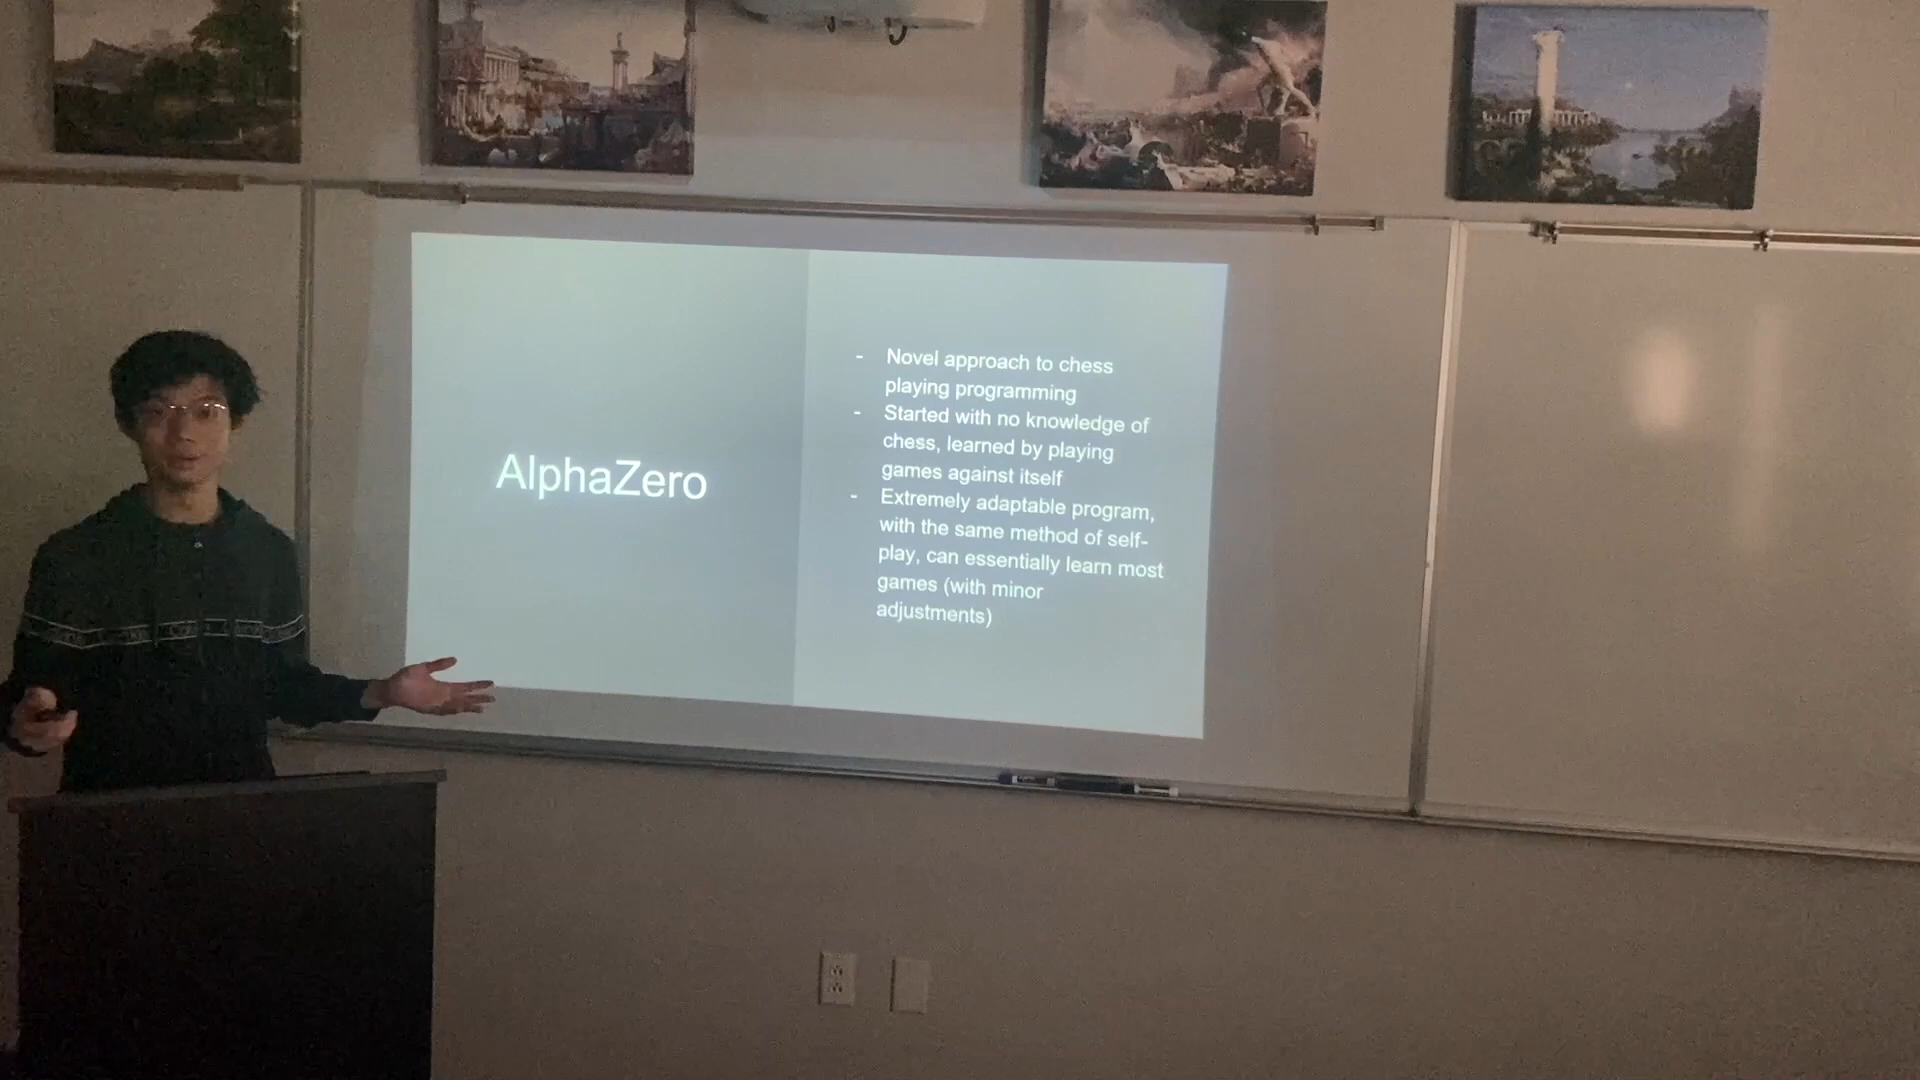 AlphaZero
- Novel approach to chess
playing programming
- Started with no knowledge of
chess, learned by playing
games against itself
- Extremely adaptable program,
with the same method of self-
play, can essentially learn most
games (with minor
adjustments)